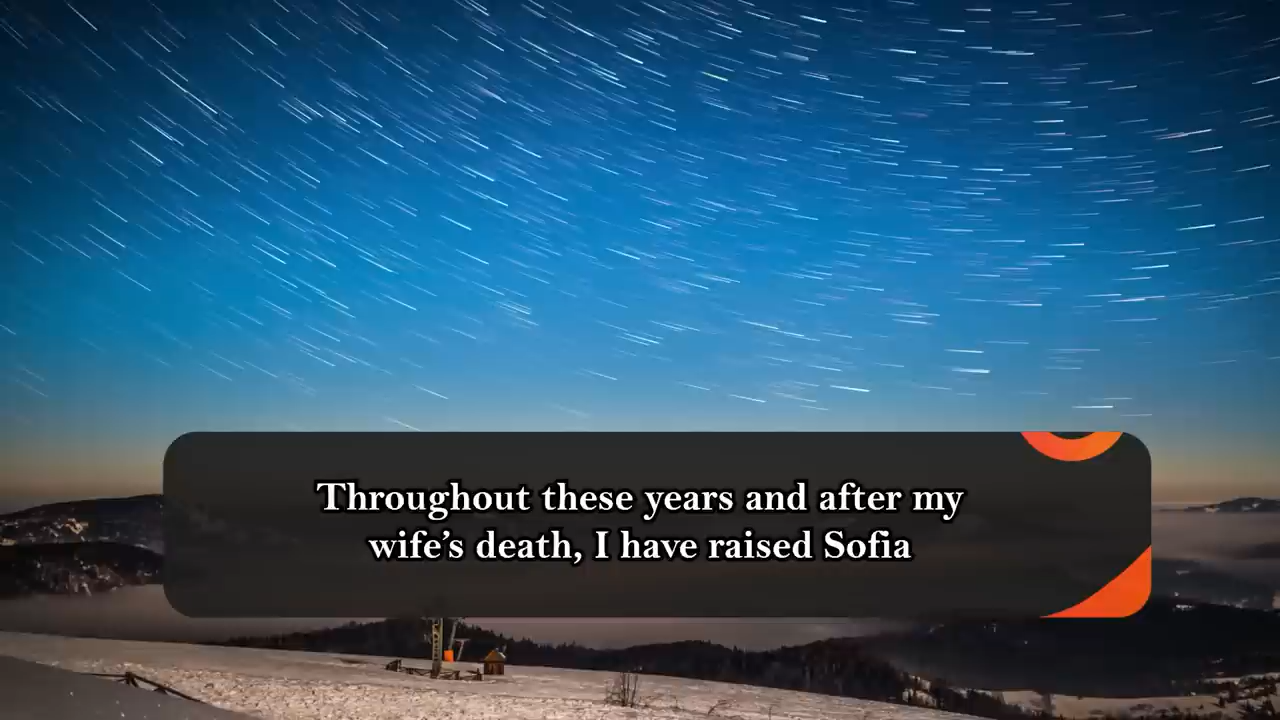 Throughout these years and after my
wife’s death, I have raised Sofia